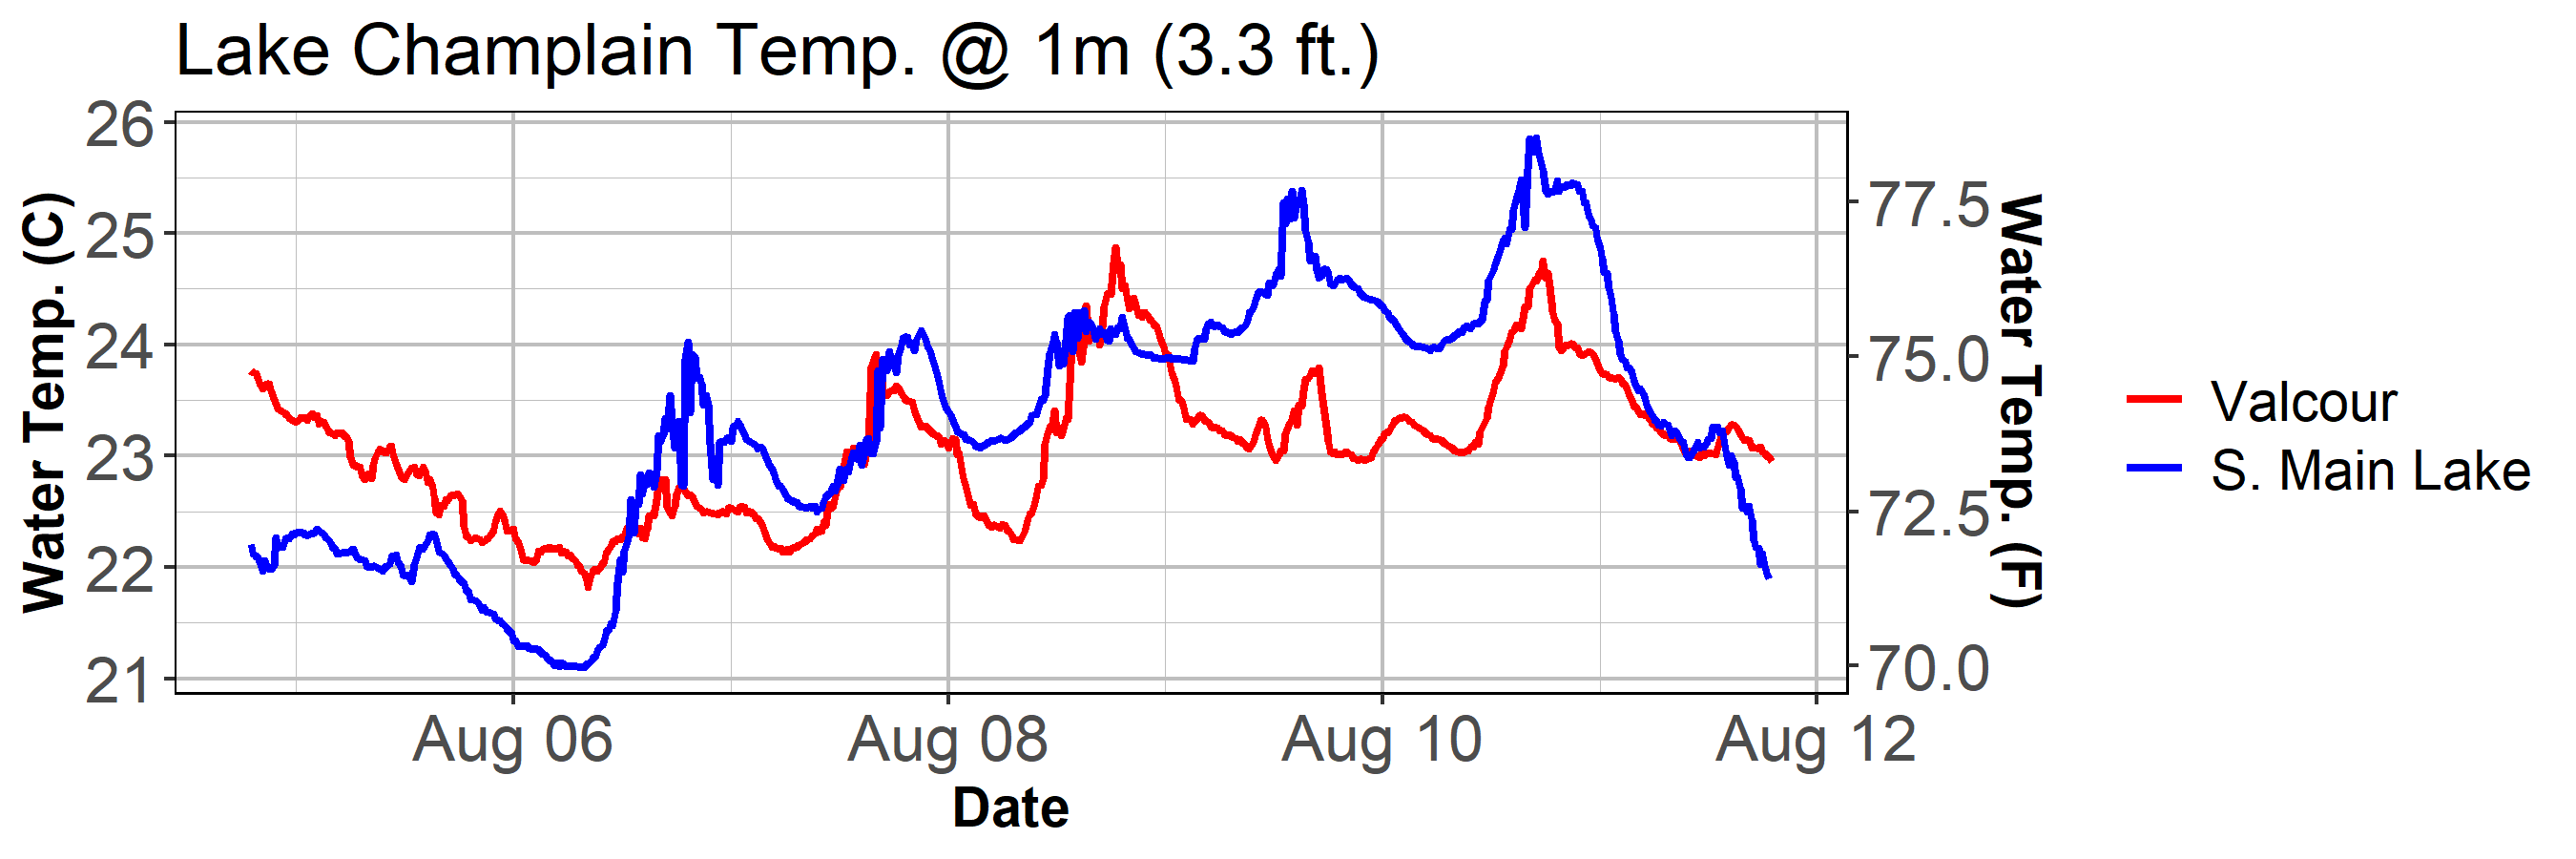 Lake Champlain Temp. @ 1m (3.3 ft.)
Water Temp. (C)
26
25
24
23
22
21
77.5
75.0
72.5
70.0
Water Temp. (F)
Aug 06 Aug 08 Aug 10 Aug 12
Date
Valcour
S. Main Lake